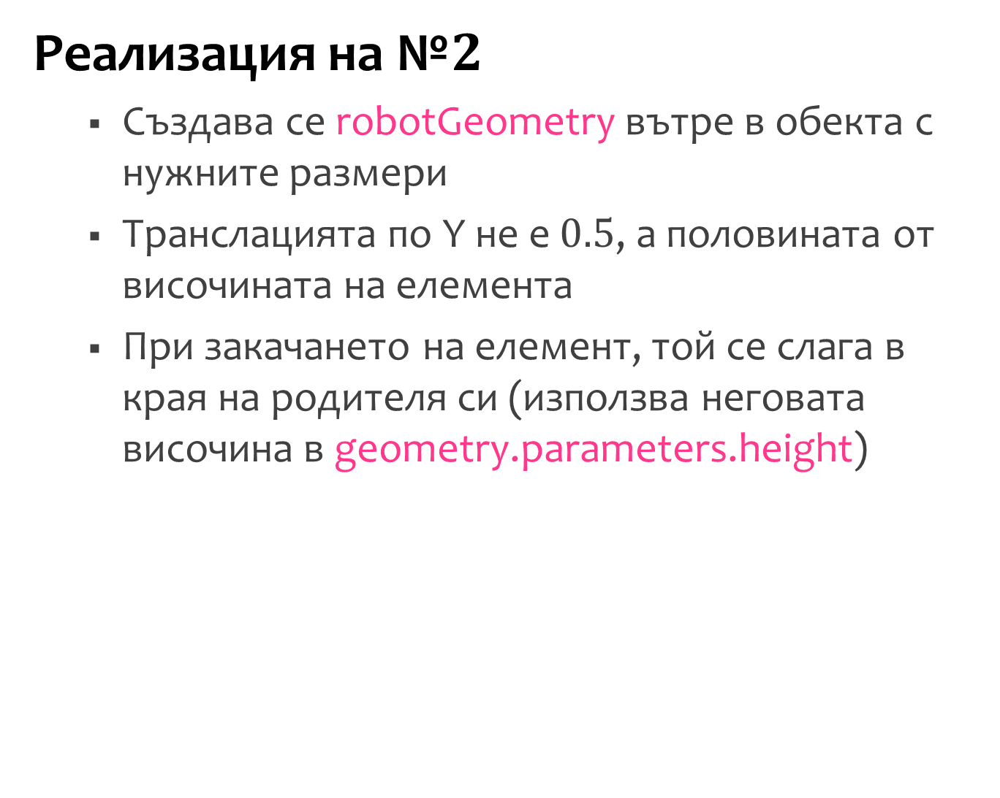 Реализация на №2
▪ Създава се robotGeometry вътре в обекта с
нужните размери
▪ Транслацията по Y не е 0.5, а половината от
височината на елемента
▪ При закачането на елемент, той се слага в
края на родителя си (използва неговата
височина в geometry.parameters.height)